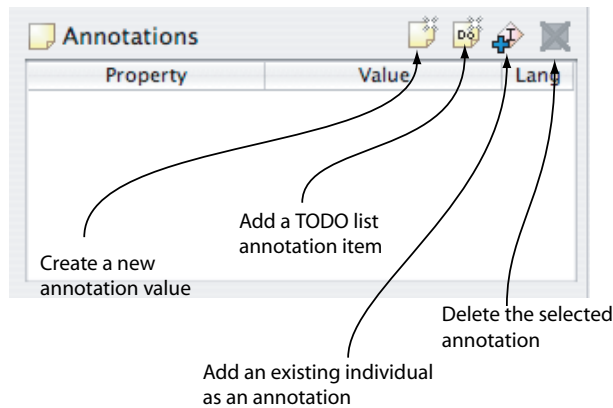 Annotations
DO
I
Property Value Lang
Add a TODO list
annotation item
Create a new
annotation value
Delete the selected
annotation
Add an existing individual
as an annotation